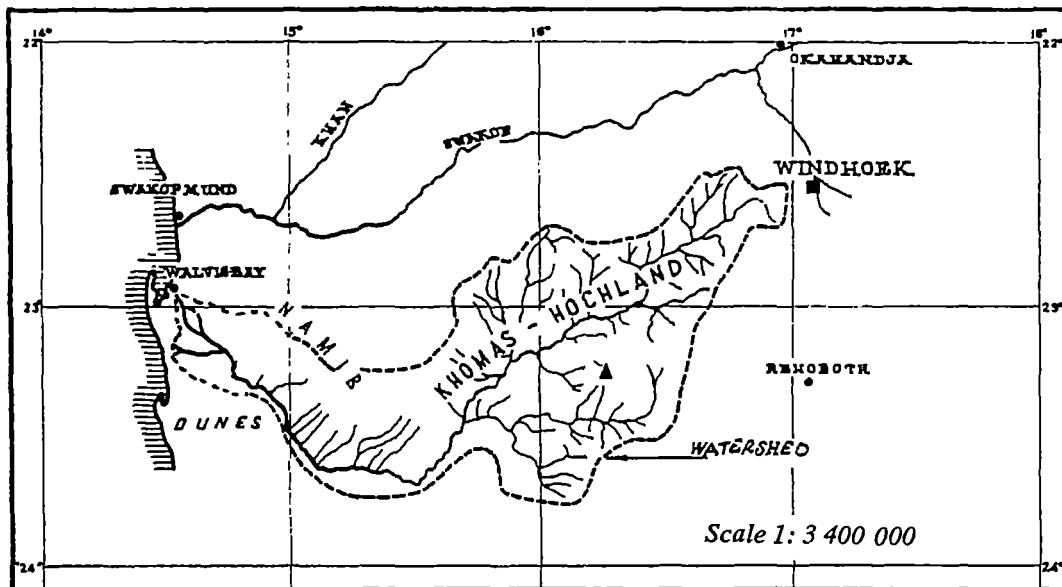 14° 15° 16° 17° 18°
22° 22°
OKAHANDJA
KHAN
SWAKOP
WINDHOEK
SWAKOPMUND
WALVISBAY
23° 23°
NAMIB
KHOMAS - HOCHLAND
REHOBOTH
DUNES
WATERSHED
Scale 1: 3 400 000
24° 24°